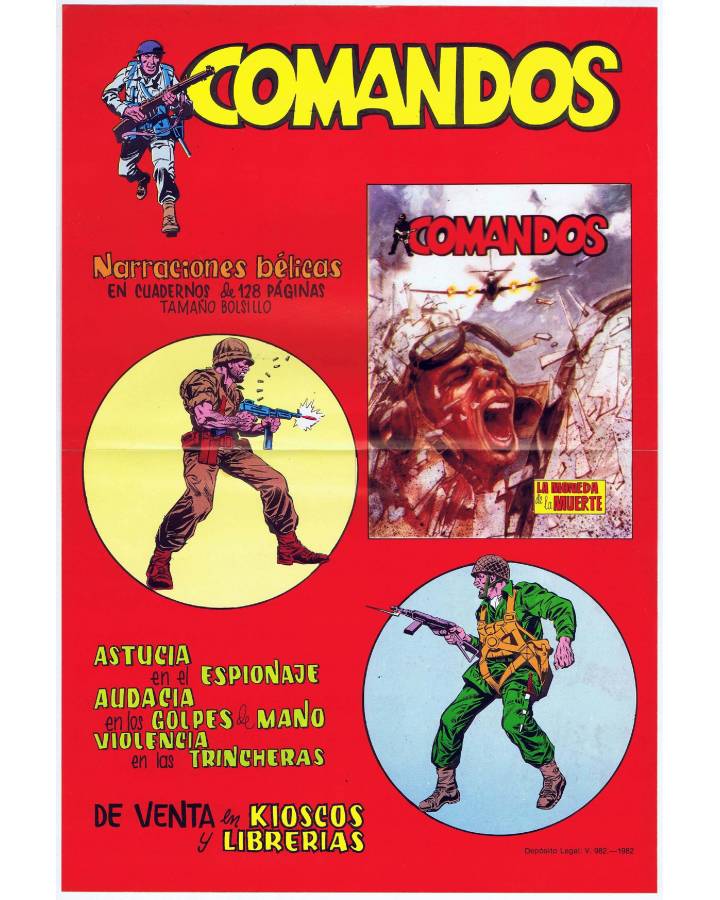 COMANDOS
COMANDOS
Narraciones bélicas
EN CUADERNOS de 128 PÁGINAS
TAMAÑO BOLSILLO
LA MONEDA
de la MUERTE
ASTUCIA
en el ESPIONAJE
AUDACIA
en los GOLPES de MANO
VIOLENCIA
en las TRINCHERAS
DE VENTA en KIOSCOS
y LIBRERIAS
Depósito Legal: V. 982.—1982